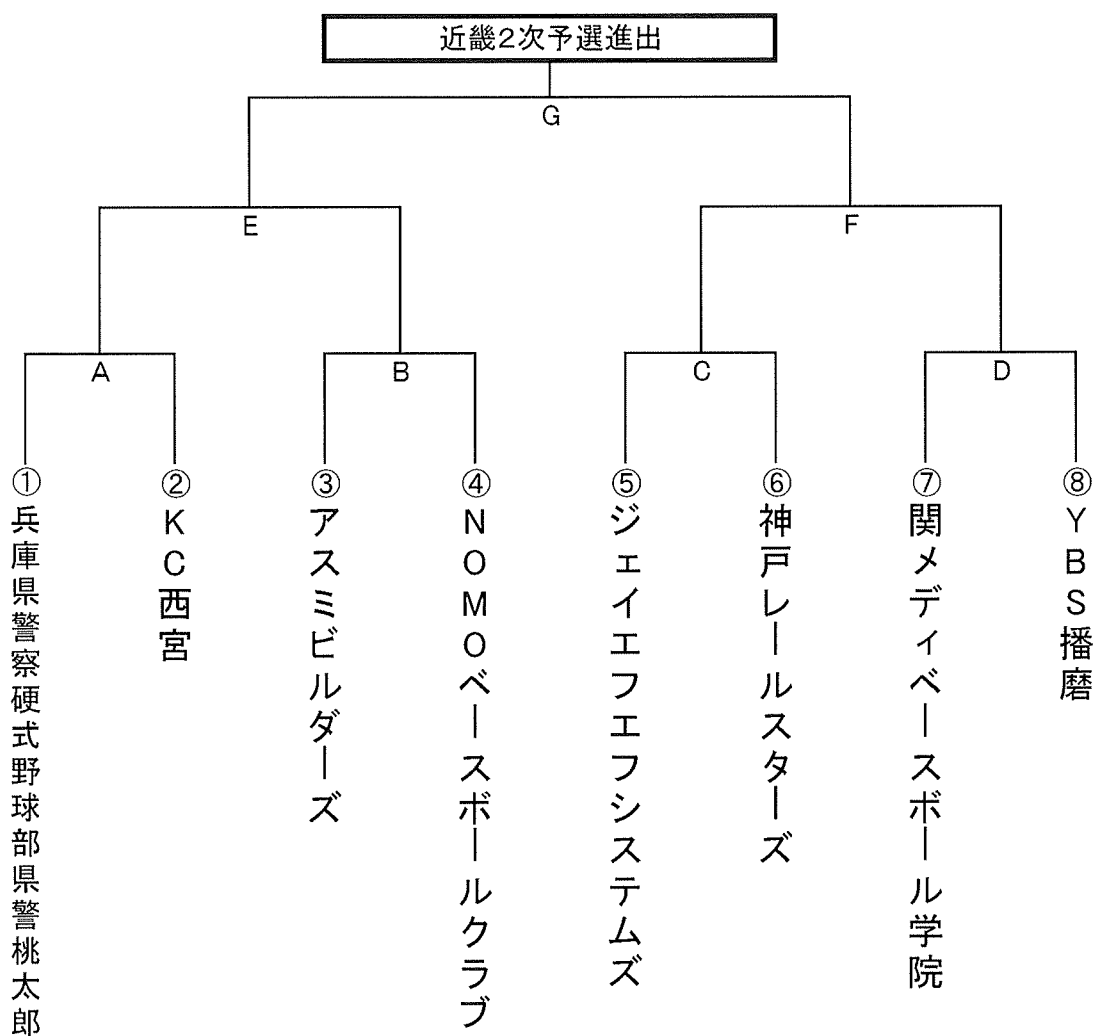 近畿2次予選進出
G
E
F
A
B
C
D
①兵庫県警察硬式野球部県警桃太郎
②KC西宮
③アスミビルダーズ
④NOMOベースボールクラブ
⑤ジェイエフエフシステムズ
⑥神戸レールスターズ
⑦関メディベースボール学院
⑧YBS播磨